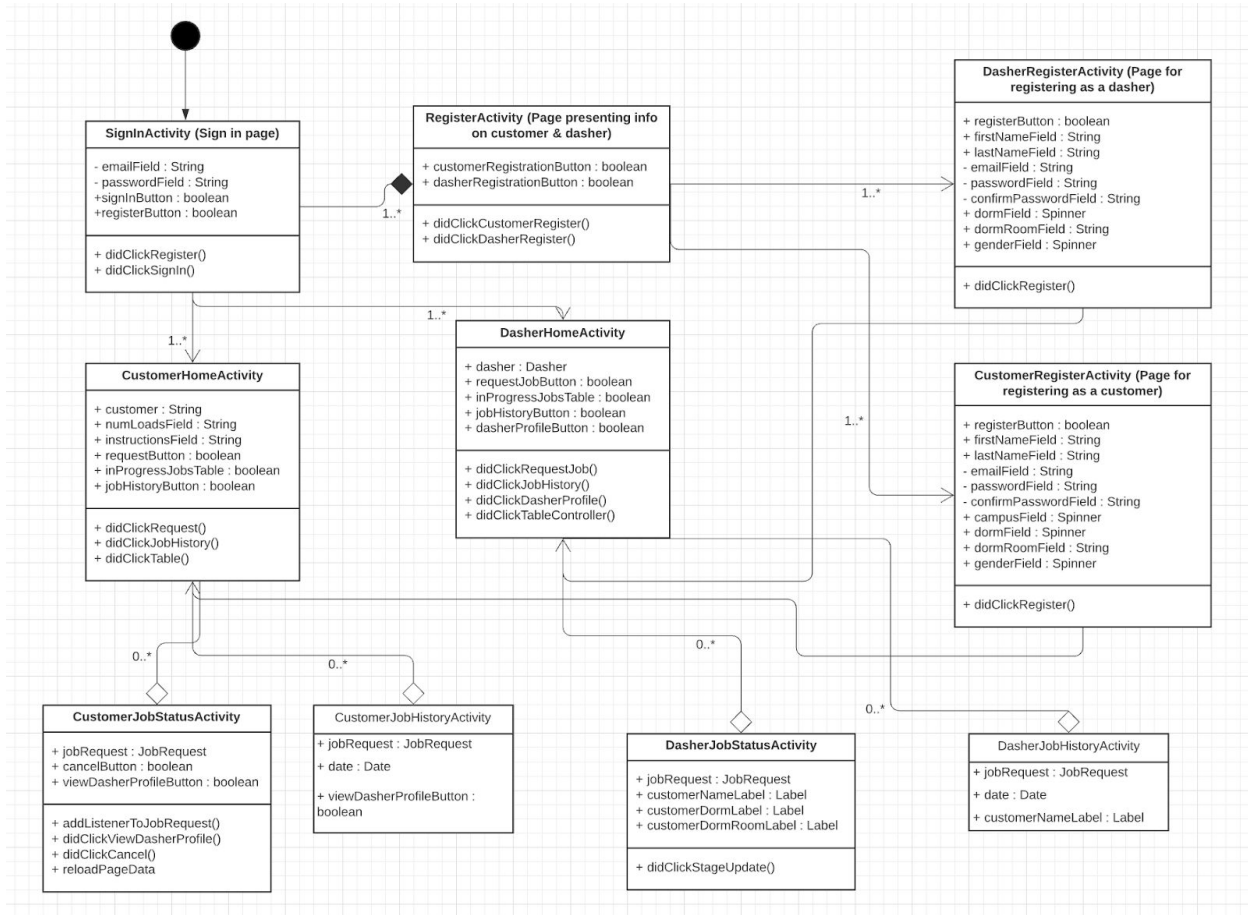 SignInActivity (Sign in page)
- emailField : String
- passwordField : String
+signInButton : boolean
+registerButton : boolean
+ didClickRegister()
+ didClickSignIn()
1..*
RegisterActivity (Page presenting info
on customer & dasher)
+ customerRegistrationButton : boolean
+ dasherRegistrationButton : boolean
+ didClickCustomerRegister()
+ didClickDasherRegister()
1..*
DasherRegisterActivity (Page for
registering as a dasher)
+ registerButton : boolean
+ firstNameField : String
+ lastNameField : String
- emailField : String
- passwordField : String
- confirmPasswordField : String
+ dormField : Spinner
+ dormRoomField : String
+ genderField : Spinner
+ didClickRegister()
1..*
1..*
CustomerHomeActivity
+ customer : String
+ numLoadsField : String
+ instructionsField : String
+ requestButton : boolean
+ inProgressJobsTable : boolean
+ jobHistoryButton : boolean
+ didClickRequest()
+ didClickJobHistory()
+ didClickTable()
DasherHomeActivity
+ dasher : Dasher
+ requestJobButton : boolean
+ inProgressJobsTable : boolean
+ jobHistoryButton : boolean
+ dasherProfileButton : boolean
+ didClickRequestJob()
+ didClickJobHistory()
+ didClickDasherProfile()
+ didClickTableController()
1..*
CustomerRegisterActivity (Page for
registering as a customer)
+ registerButton : boolean
+ firstNameField : String
+ lastNameField : String
- emailField : String
- passwordField : String
- confirmPasswordField : String
+ campusField : Spinner
+ dormField : Spinner
+ dormRoomField : String
+ genderField : Spinner
+ didClickRegister()
0..*
0..*
0..*
0..*
CustomerJobStatusActivity
+ jobRequest : JobRequest
+ cancelButton : boolean
+ viewDasherProfileButton : boolean
+ addListenerToJobRequest()
+ didClickViewDasherProfile()
+ didClickCancel()
+ reloadPageData
CustomerJobHistoryActivity
+ jobRequest : JobRequest
+ date : Date
+ viewDasherProfileButton :
boolean
DasherJobStatusActivity
+ jobRequest : JobRequest
+ customerNameLabel : Label
+ customerDormLabel : Label
+ customerDormRoomLabel : Label
+ didClickStageUpdate()
DasherJobHistoryActivity
+ jobRequest : JobRequest
+ date : Date
+ customerNameLabel : Label